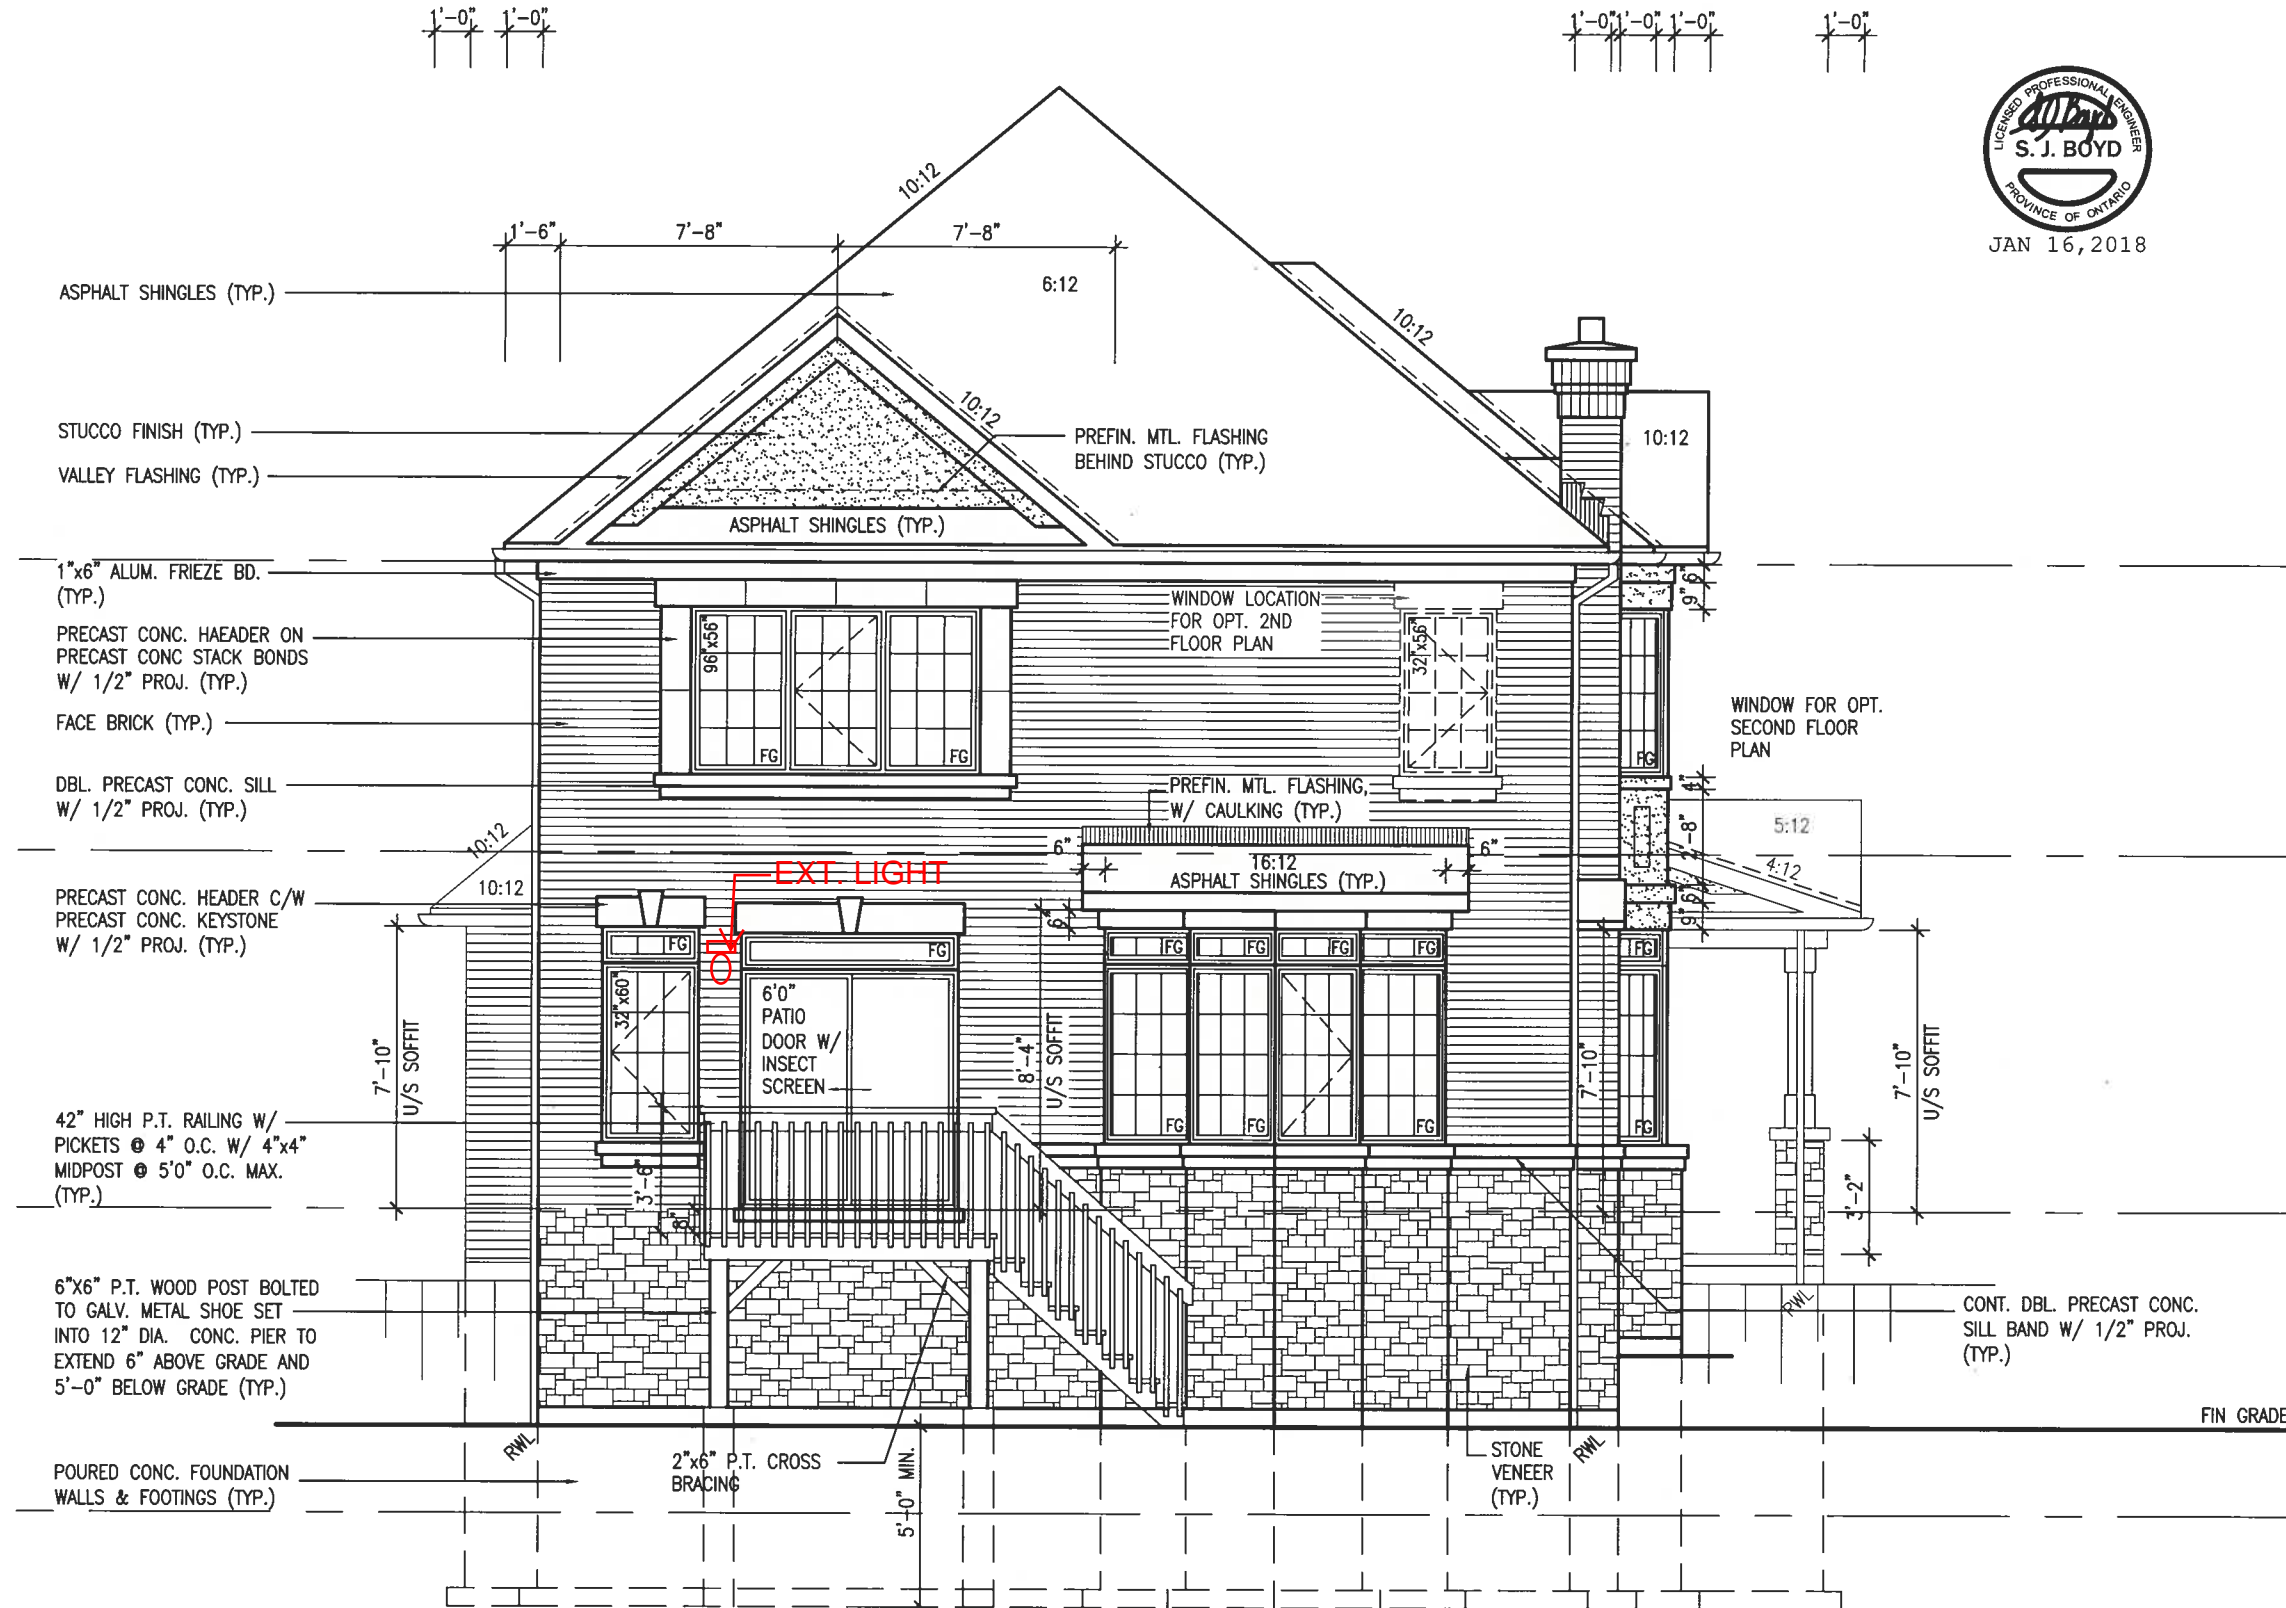 1'-0" 1'-0" 1'-0" 1'-0" 1'-0" 1'-0"
LICENSED PROFESSIONAL ENGINEER
S. J. BOYD
PROVINCE OF ONTARIO
JAN 16,2018
10:12
1'-6" 7'-8" 7'-8"
ASPHALT SHINGLES (TYP.)
6:12
10:12
10:12
STUCCO FINISH (TYP.)
PREFIN. MTL. FLASHING
BEHIND STUCCO (TYP.)
10:12
VALLEY FLASHING (TYP.)
ASPHALT SHINGLES (TYP.)
1"x6" ALUM. FRIEZE BD.
(TYP.)
6"
9"
WINDOW LOCATION
FOR OPT. 2ND
FLOOR PLAN
PRECAST CONC. HAEADER ON
PRECAST CONC STACK BONDS
W/ 1/2" PROJ. (TYP.)
96"x56"
32"x56"
FACE BRICK (TYP.)
FG FG FG
WINDOW FOR OPT.
SECOND FLOOR
PLAN
DBL. PRECAST CONC. SILL
W/ 1/2" PROJ. (TYP.)
PREFIN. MTL. FLASHING,
W/ CAULKING (TYP.)
4"
2'-8"
6"
9"
10:12
10:12
5:12
4:12
6" 6"
16:12
ASPHALT SHINGLES (TYP.)
EXT. LIGHT
PRECAST CONC. HEADER C/W
PRECAST CONC. KEYSTONE
W/ 1/2" PROJ. (TYP.)
6"
FG FG FG FG FG FG FG
32"x60"
6'0"
PATIO
DOOR W/
INSECT
SCREEN
7'-10"
U/S SOFFIT
8'-4"
U/S SOFFIT
7'-10"
7'-10"
U/S SOFFIT
FG FG FG FG FG
42" HIGH P.T. RAILING W/
PICKETS @ 4" O.C. W/ 4"x4"
MIDPOST @ 5'0" O.C. MAX.
(TYP.)
3'-6"
8"
3'-2"
6"X6" P.T. WOOD POST BOLTED
TO GALV. METAL SHOE SET
INTO 12" DIA. CONC. PIER TO
EXTEND 6" ABOVE GRADE AND
5'-0" BELOW GRADE (TYP.)
RWL
CONT. DBL. PRECAST CONC.
SILL BAND W/ 1/2" PROJ.
(TYP.)
FIN GRADE
RWL
RWL
2"x6" P.T. CROSS
BRACING
5'-0" MIN.
STONE
VENEER
(TYP.)
POURED CONC. FOUNDATION
WALLS & FOOTINGS (TYP.)